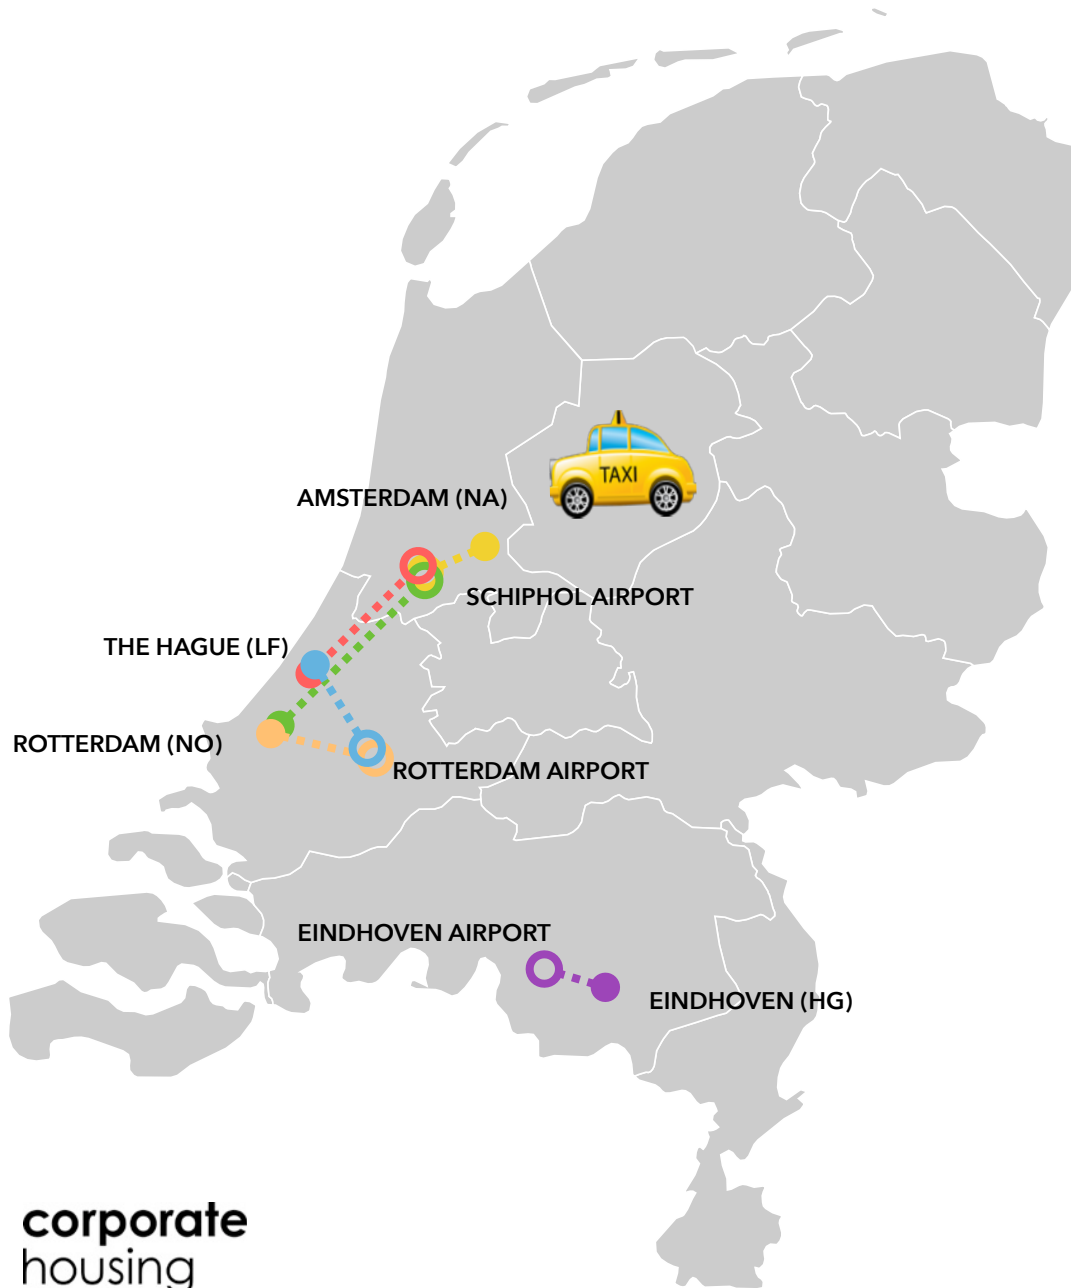 TAXI
AMSTERDAM (NA)
SCHIPHOL AIRPORT
THE HAGUE (LF)
ROTTERDAM (NO)
ROTTERDAM AIRPORT
EINDHOVEN AIRPORT
EINDHOVEN (HG)
corporate
housing